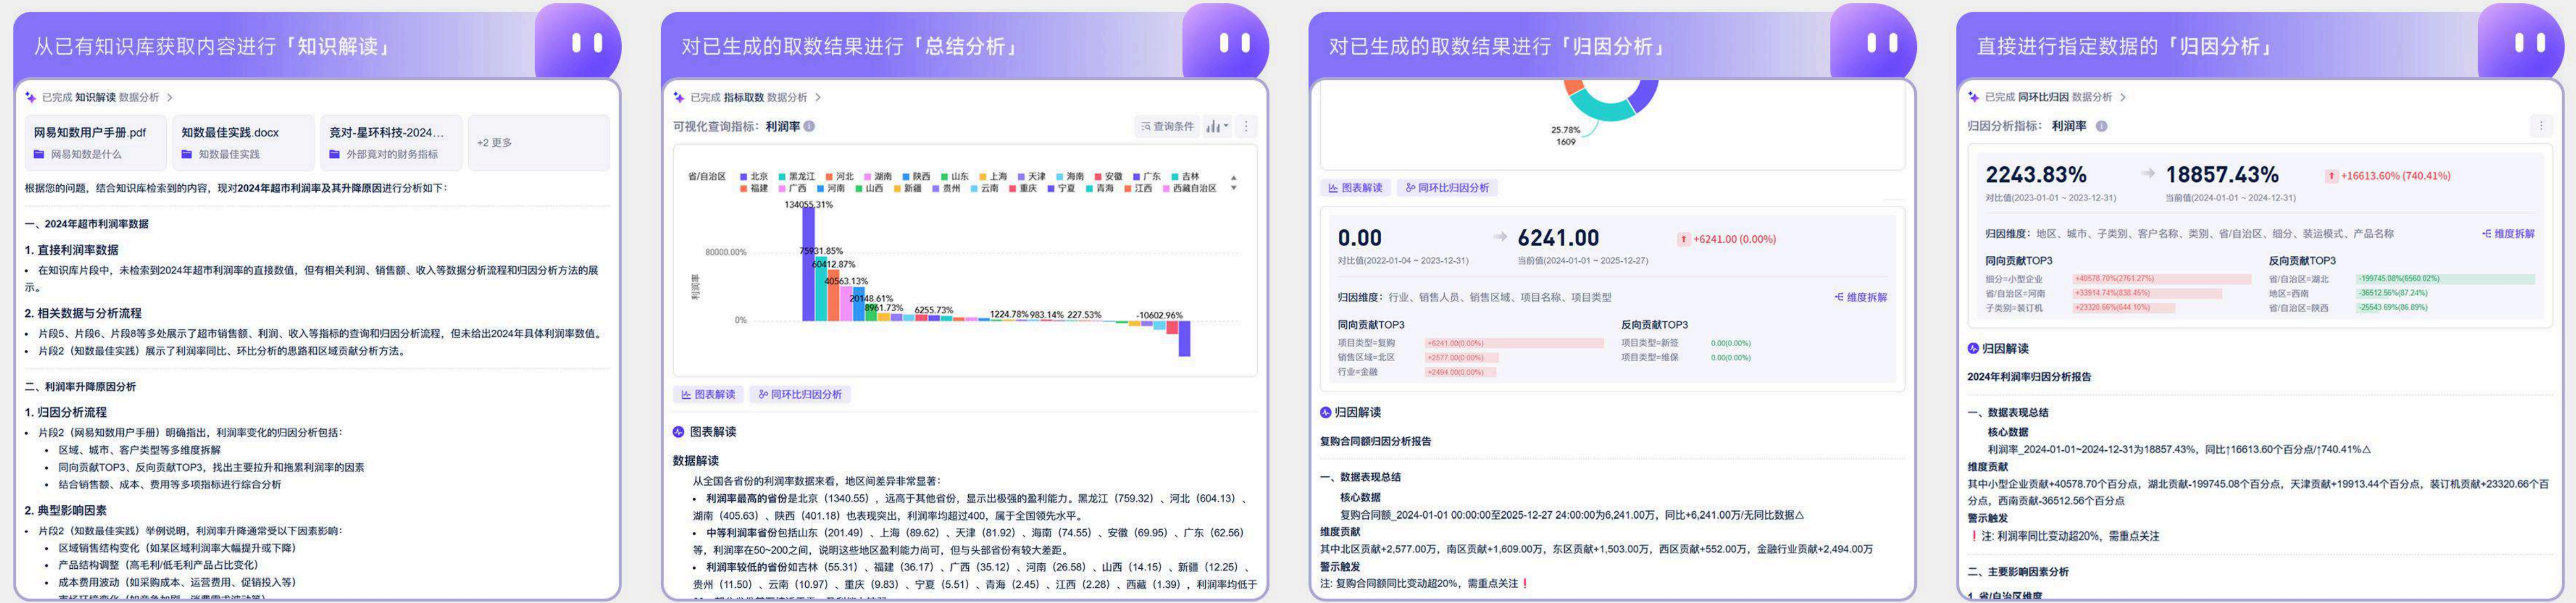 从已有知识库获取内容进行「知识解读」
已完成 知识解读 数据分析 >
网易知数用户手册.pdf
网易知数是什么
知数最佳实践.docx
知数最佳实践
竞对-星环科技-2024...
外部竟对的财务指标
+2 更多
根据您的问题，结合知识库检索到的内容，现对2024年超市利润率及其升降原因进行分析如下：
一、2024年超市利润率数据
1. 直接利润率数据
• 在知识库片段中，未检索到2024年超市利润率的直接数值，但有相关利润、销售额、收入等数据分析流程和归因分析方法的展
示。
2. 相关数据与分析流程
• 片段5、片段6、片段8等多处展示了超市销售额、利润、收入等指标的查询和归因分析流程，但未给出2024年具体利润率数值。
• 片段2（知数最佳实践）展示了利润率同比、环比分析的思路和区域贡献分析方法。
二、利润率升降原因分析
1. 归因分析流程
• 片段2（网易知数用户手册）明确指出，利润率变化的归因分析包括：
• 区域、城市、客户类型等多维度拆解
• 同向贡献TOP3、反向贡献TOP3，找出主要拉升和拖累利润率的因素
• 结合销售额、成本、费用等多项指标进行综合分析
2. 典型影响因素
• 片段2（知数最佳实践）举例说明，利润率升降通常受以下因素影响：
• 区域销售结构变化（如某区域利润率大幅提升或下降）
• 产品结构调整（高毛利/低毛利产品占比变化）
• 成本费用波动（如采购成本、运营费用、促销投入等）
对已生成的取数结果进行「总结分析」
已完成 指标取数 数据分析 >
可视化查询指标： 利润率
查询条件
省/自治区 北京 黑龙江 河北 湖南 陕西 山东 上海 天津 海南 安徽 广东 吉林
福建 广西 河南 山西 新疆 贵州 云南 重庆 宁夏 青海 江西 西藏自治区
134055.31%
75931.85%
60412.87%
40563.13%
20148.61%
8961.73%
6255.73%
1224.78%
983.14%
227.53%
-10602.96%
80000.00%
0%
利润率
图表解读 同环比归因分析
图表解读
数据解读
从全国各省份的利润率数据来看，地区间差异非常显著：
• 利润率最高的省份是北京（1340.55），远高于其他省份，显示出极强的盈利能力。黑龙江（759.32）、河北（604.13）、
湖南（405.63）、陕西（401.18）也表现突出，利润率均超过400，属于全国领先水平。
• 中等利润率省份包括山东（201.49）、上海（89.62）、天津（81.92）、海南（74.55）、安徽（69.95）、广东（62.56）
等，利润率在50~200之间，说明这些地区盈利能力尚可，但与头部省份有较大差距。
• 利润率较低的省份如吉林（55.31）、福建（36.17）、广西（35.12）、河南（26.58）、山西（14.15）、新疆（12.25）、
贵州（11.50）、云南（10.97）、重庆（9.83）、宁夏（5.51）、青海（2.45）、江西（2.28）、西藏（1.39），利润率均低于
对已生成的取数结果进行「归因分析」
25.78%
1609
图表解读 同环比归因分析
0.00
对比值(2022-01-04 ~ 2023-12-31)
6241.00
当前值(2024-01-01 ~ 2025-12-27)
+6241.00 (0.00%)
归因维度：行业、销售人员、销售区域、项目名称、项目类型
维度拆解
同向贡献TOP3
项目类型=复购 +6241.00(0.00%)
销售区域=北区 +2577.00(0.00%)
行业=金融 +2494.00(0.00%)
反向贡献TOP3
项目类型=新签 0.00(0.00%)
项目类型=维保 0.00(0.00%)
归因解读
复购合同额归因分析报告
一、数据表现总结
核心数据
复购合同额_2024-01-01 00:00:00至2025-12-27 24:00:00为6,241.00万，同比+6,241.00万/无同比数据△
维度贡献
其中北区贡献+2,577.00万，南区贡献+1,609.00万，东区贡献+1,503.00万，西区贡献+552.00万，金融行业贡献+2,494.00万
警示触发
注：复购合同额同比变动超20%，需重点关注❗
直接进行指定数据的「归因分析」
已完成 同环比归因 数据分析 >
归因分析指标： 利润率
2243.83%
对比值(2023-01-01 ~ 2023-12-31)
18857.43%
当前值(2024-01-01 ~ 2024-12-31)
+16613.60% (740.41%)
归因维度：地区、城市、子类别、客户名称、类别、省/自治区、细分、装运模式、产品名称
维度拆解
同向贡献TOP3
细分=小型企业 +40578.70%(2761.27%)
省/自治区=河南 +33914.74%(838.45%)
子类别=装订机 +23320.66%(644.10%)
反向贡献TOP3
省/自治区=湖北 -199745.08%(6560.02%)
地区=西南 -36512.56%(87.24%)
省/自治区=陕西 -25543.69%(86.89%)
归因解读
2024年利润率归因分析报告
一、数据表现总结
核心数据
利润率_2024-01-01~2024-12-31为18857.43%，同比↑16613.60个百分点/↑740.41%△
维度贡献
其中小型企业贡献+40578.70个百分点，湖北贡献-199745.08个百分点，天津贡献+19913.44个百分点，装订机贡献+23320.66个百
分点，西南贡献-36512.56个百分点
警示触发
❗注：利润率同比变动超20%，需重点关注
二、主要影响因素分析
1. 省/自治区维度